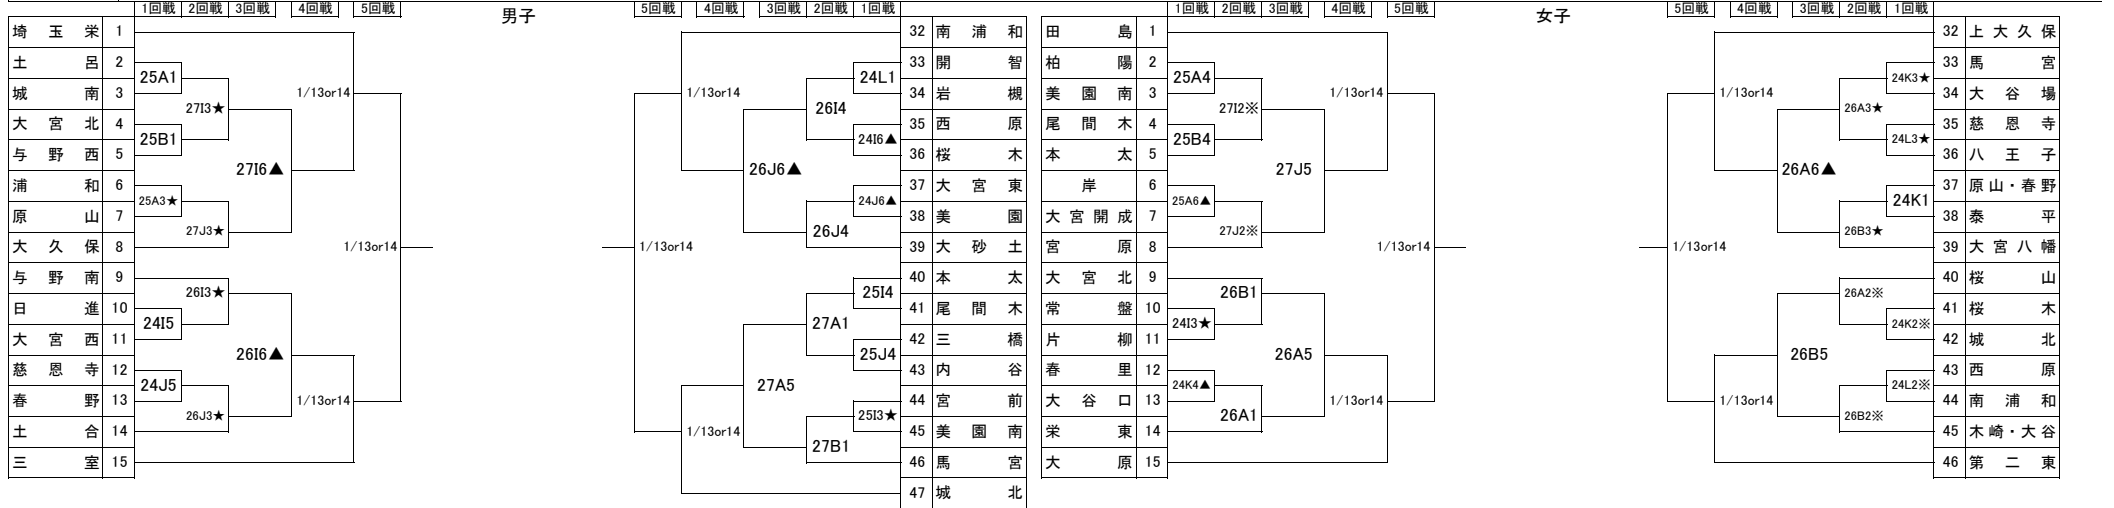 1回戦 2回戦 3回戦 4回戦 5回戦 男子 5回戦 4回戦 3回戦 2回戦 1回戦 1回戦 2回戦 3回戦 4回戦 5回戦 女子 5回戦 4回戦 3回戦 2回戦 1回戦
埼玉栄 1
土呂 2
城南 3
大宮北 4
与野西 5
浦和 6
原山 7
大久保 8
与野南 9
日進 10
大宮西 11
慈恩寺 12
春野 13
土合 14
三室 15
25A1
25B1
25A3★
24I5
24J5
27I3★
27J3★
26I3★
26J3★
27I6▲
26I6▲
1/13or14
1/13or14
1/13or14
1/13or14
1/13or14
1/13or14
26J6▲
27A5
26I4
26J4
27A1
27B1
24L1
24I6▲
24J6▲
25I4
25J4
25I3★
32 南浦和
33 開智
34 岩槻
35 西原
36 桜木
37 大宮東
38 美園
39 大砂土
40 本太
41 尾間木
42 三橋
43 内谷
44 宮前
45 美園南
46 馬宮
47 城北
田島 1
柏陽 2
美園南 3
尾間木 4
本太 5
岸 6
大宮開成 7
宮原 8
大宮北 9
常盤 10
片柳 11
春里 12
大谷口 13
栄東 14
大原 15
25A4
25B4
25A6▲
24I3★
24K4▲
27I2※
27J2※
26B1
26A1
27J5
26A5
1/13or14
1/13or14
1/13or14
1/13or14
1/13or14
1/13or14
26A6▲
26B5
26A3★
26B3★
26A2※
26B2※
24K3★
24L3★
24K1
24K2※
24L2※
32 上大久保
33 馬宮
34 大谷場
35 慈恩寺
36 八王子
37 原山・春野
38 泰平
39 大宮八幡
40 桜山
41 桜木
42 城北
43 西原
44 南浦和
45 木崎・大谷
46 第二東